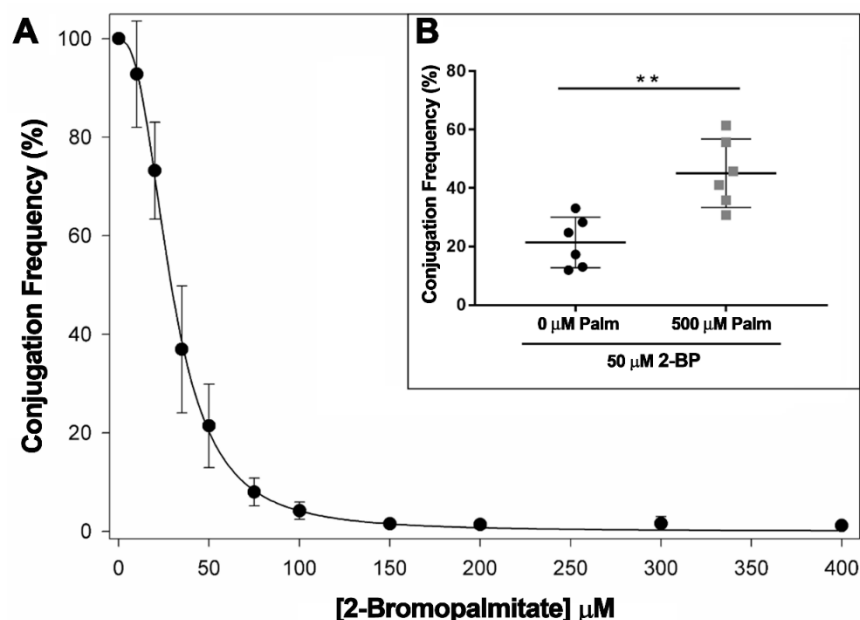 A
Conjugation Frequency (%)
100
80
60
40
20
0
0
50
100
150
200
250
300
350
400
[2-Bromopalmitate] μM
B
Conjugation Frequency (%)
80
60
40
20
0
**
0 μM Palm
500 μM Palm
50 μM 2-BP